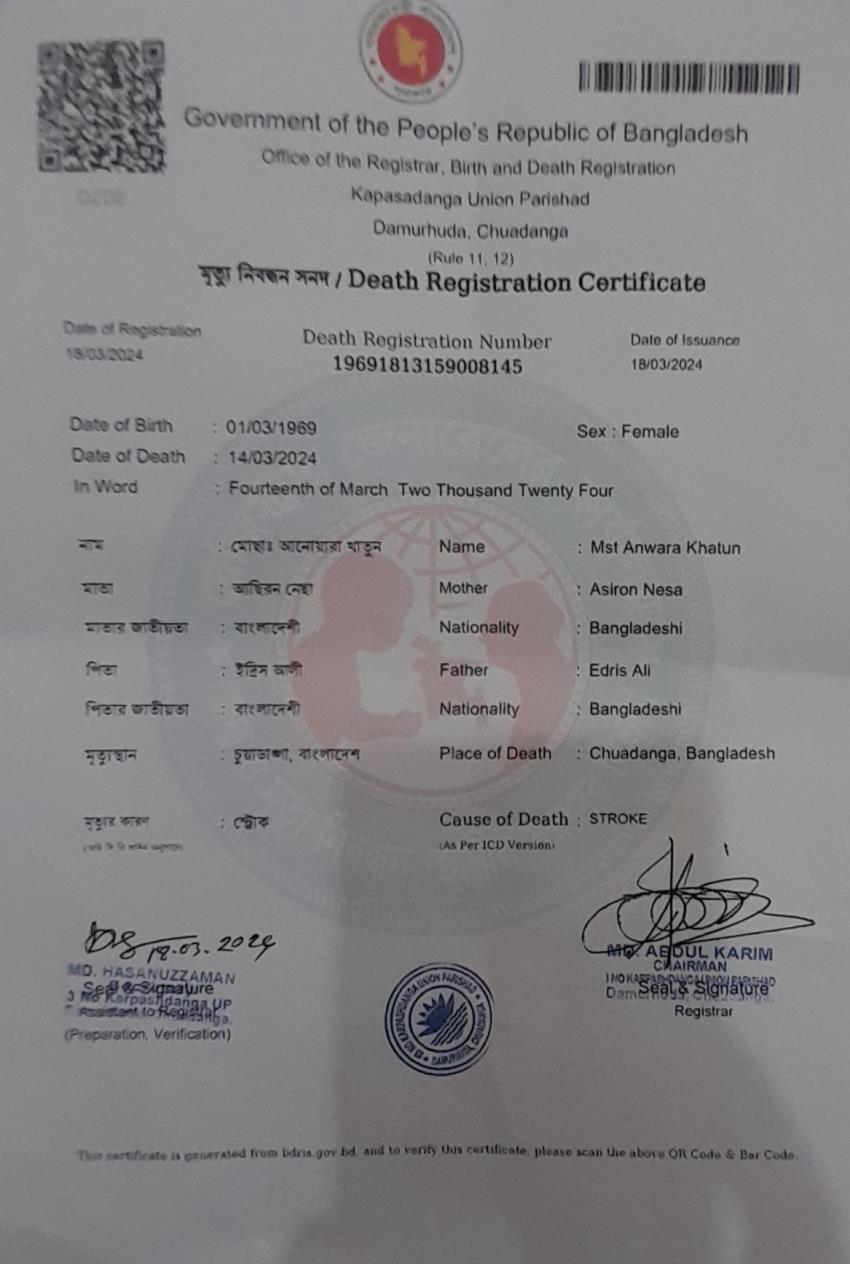 Government of the People's Republic of Bangladesh
Office of the Registrar, Birth and Death Registration
Kapasadanga Union Parishad
Damurhuda, Chuadanga
(Rule 11, 12)
মৃত্যু নিবন্ধন সনদ / Death Registration Certificate
Date of Registration Death Registration Number Date of Issuance
18/03/2024 19691813159008145 18/03/2024
Date of Birth : 01/03/1969 Sex : Female
Date of Death : 14/03/2024
In Word : Fourteenth of March Two Thousand Twenty Four
নাম : মোছাঃ আনোয়ারা খাতুন Name : Mst Anwara Khatun
মাতা : আছিরন নেছা Mother : Asiron Nesa
মাতার জাতীয়তা : বাংলাদেশী Nationality : Bangladeshi
পিতা : ইদ্রিস আলী Father : Edris Ali
পিতার জাতীয়তা : বাংলাদেশী Nationality : Bangladeshi
মৃত্যুস্থান : চুয়াডাঙ্গা, বাংলাদেশ Place of Death : Chuadanga, Bangladesh
মৃত্যুর কারণ : স্ট্রোক Cause of Death : STROKE
(As Per ICD Version)
18.03.2024
MD. HASANUZZAMAN
Seal & Signature
3 No Karpashdanga UP
Assistant to Registrar
(Preparation, Verification)
MD. ABDUL KARIM
CHAIRMAN
Seal & Signature
Registrar
This certificate is generated from bdris.gov.bd, and to verify this certificate, please scan the above QR Code & Bar Code.